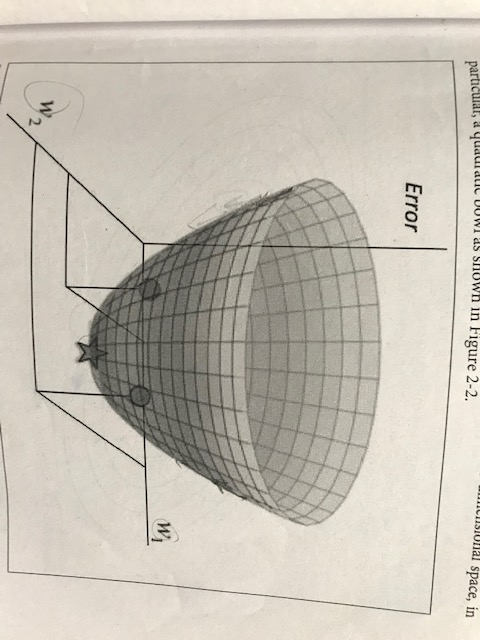 dimensional space, in
particular, a quadratic bowl as shown in Figure 2-2.
Error
w₁
w₂